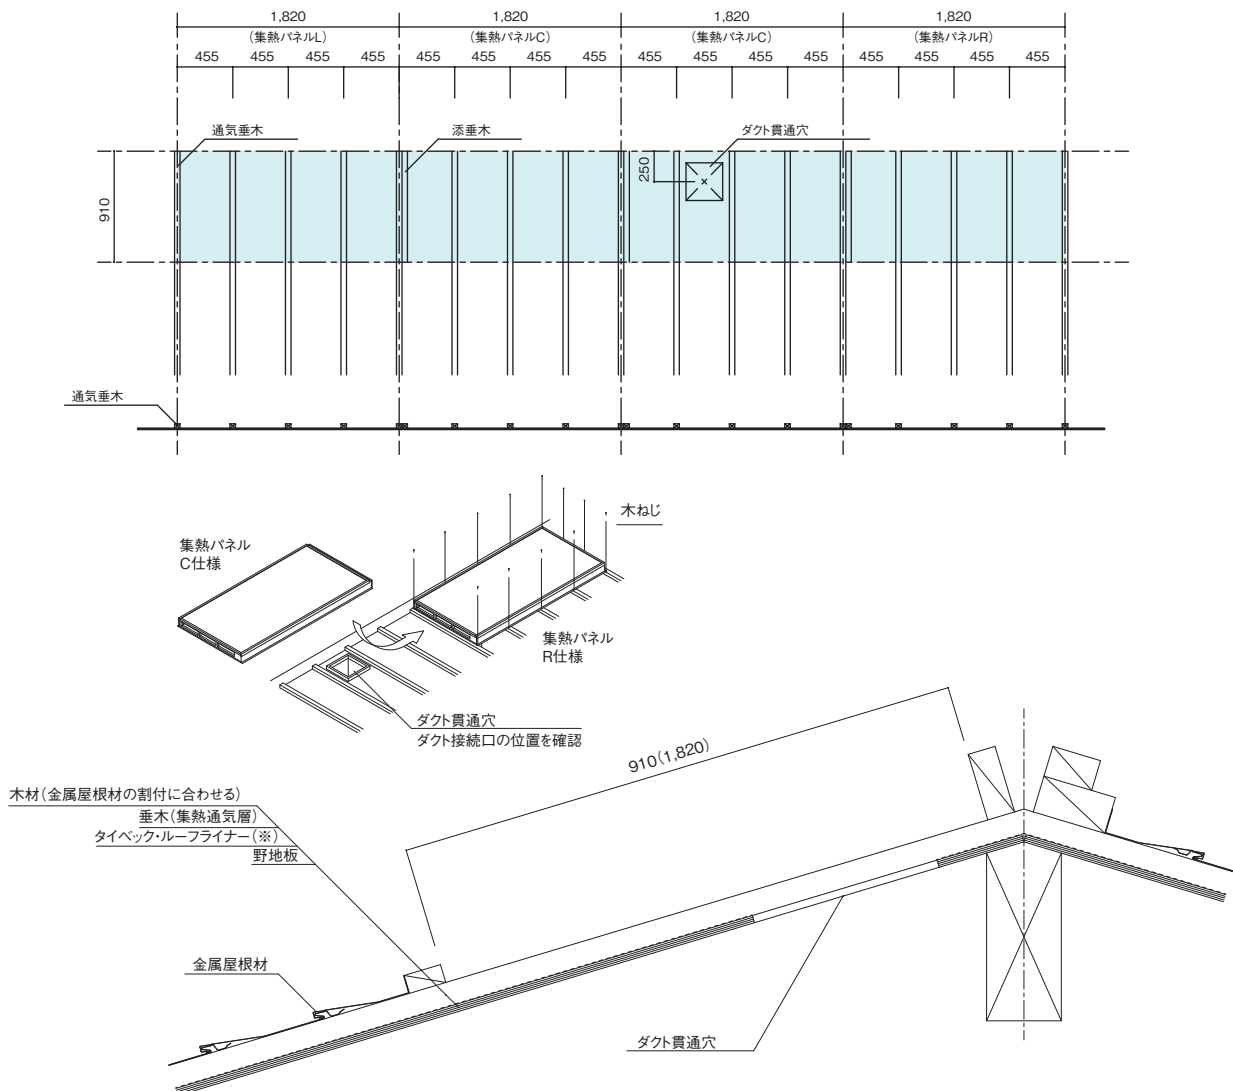 1,820
1,820
1,820
1,820
(集熱パネルL)
(集熱パネルC)
(集熱パネルC)
(集熱パネルR)
455 455 455 455 455 455 455 455 455 455 455 455 455 455 455 455
通気垂木
添垂木
ダクト貫通穴
250
910
通気垂木
木ねじ
集熱パネル
C仕様
集熱パネル
R仕様
ダクト貫通穴
ダクト接続口の位置を確認
910(1,820)
木材(金属屋根材の割付に合わせる)
垂木(集熱通気層)
タイベック・ルーフライナー(※)
野地板
金属屋根材
ダクト貫通穴